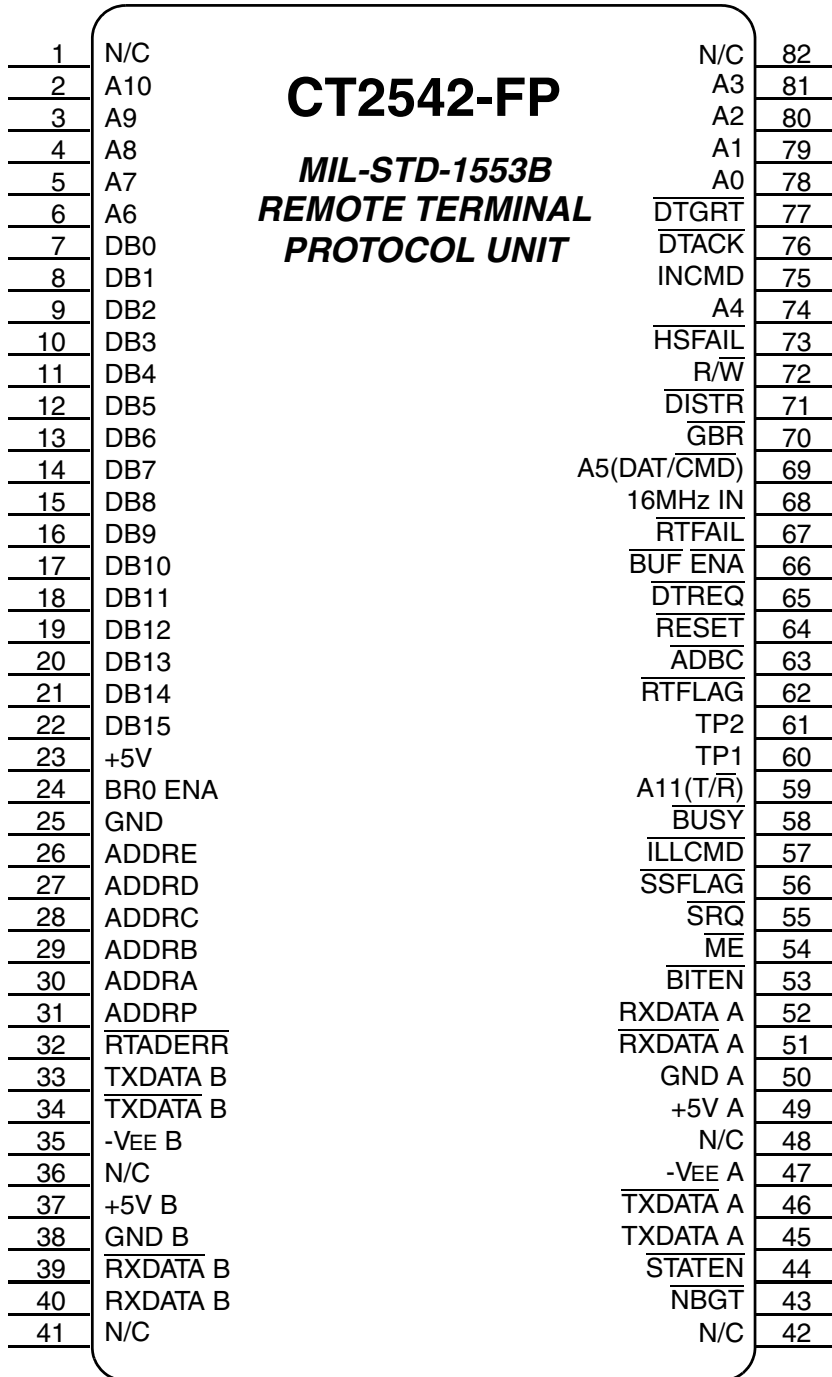 CT2542-FP
MIL-STD-1553B
REMOTE TERMINAL
PROTOCOL UNIT
1 N/C
2 A10
3 A9
4 A8
5 A7
6 A6
7 DB0
8 DB1
9 DB2
10 DB3
11 DB4
12 DB5
13 DB6
14 DB7
15 DB8
16 DB9
17 DB10
18 DB11
19 DB12
20 DB13
21 DB14
22 DB15
23 +5V
24 BR0 ENA
25 GND
26 ADDRE
27 ADDRD
28 ADDRC
29 ADDRB
30 ADDRA
31 ADDRP
32 RTADERR
33 TXDATA B
34 TXDATA B
35 -VEE B
36 N/C
37 +5V B
38 GND B
39 RXDATA B
40 RXDATA B
41 N/C
N/C 82
A3 81
A2 80
A1 79
A0 78
DTGRT 77
DTACK 76
INCMD 75
A4 74
HSFAIL 73
R/W 72
DISTR 71
GBR 70
A5(DAT/CMD) 69
16MHz IN 68
RTFAIL 67
BUF ENA 66
DTREQ 65
RESET 64
ADBC 63
RTFLAG 62
TP2 61
TP1 60
A11(T/R) 59
BUSY 58
ILLCMD 57
SSFLAG 56
SRQ 55
ME 54
BITEN 53
RXDATA A 52
RXDATA A 51
GND A 50
+5V A 49
N/C 48
-VEE A 47
TXDATA A 46
TXDATA A 45
STATEN 44
NBGT 43
N/C 42